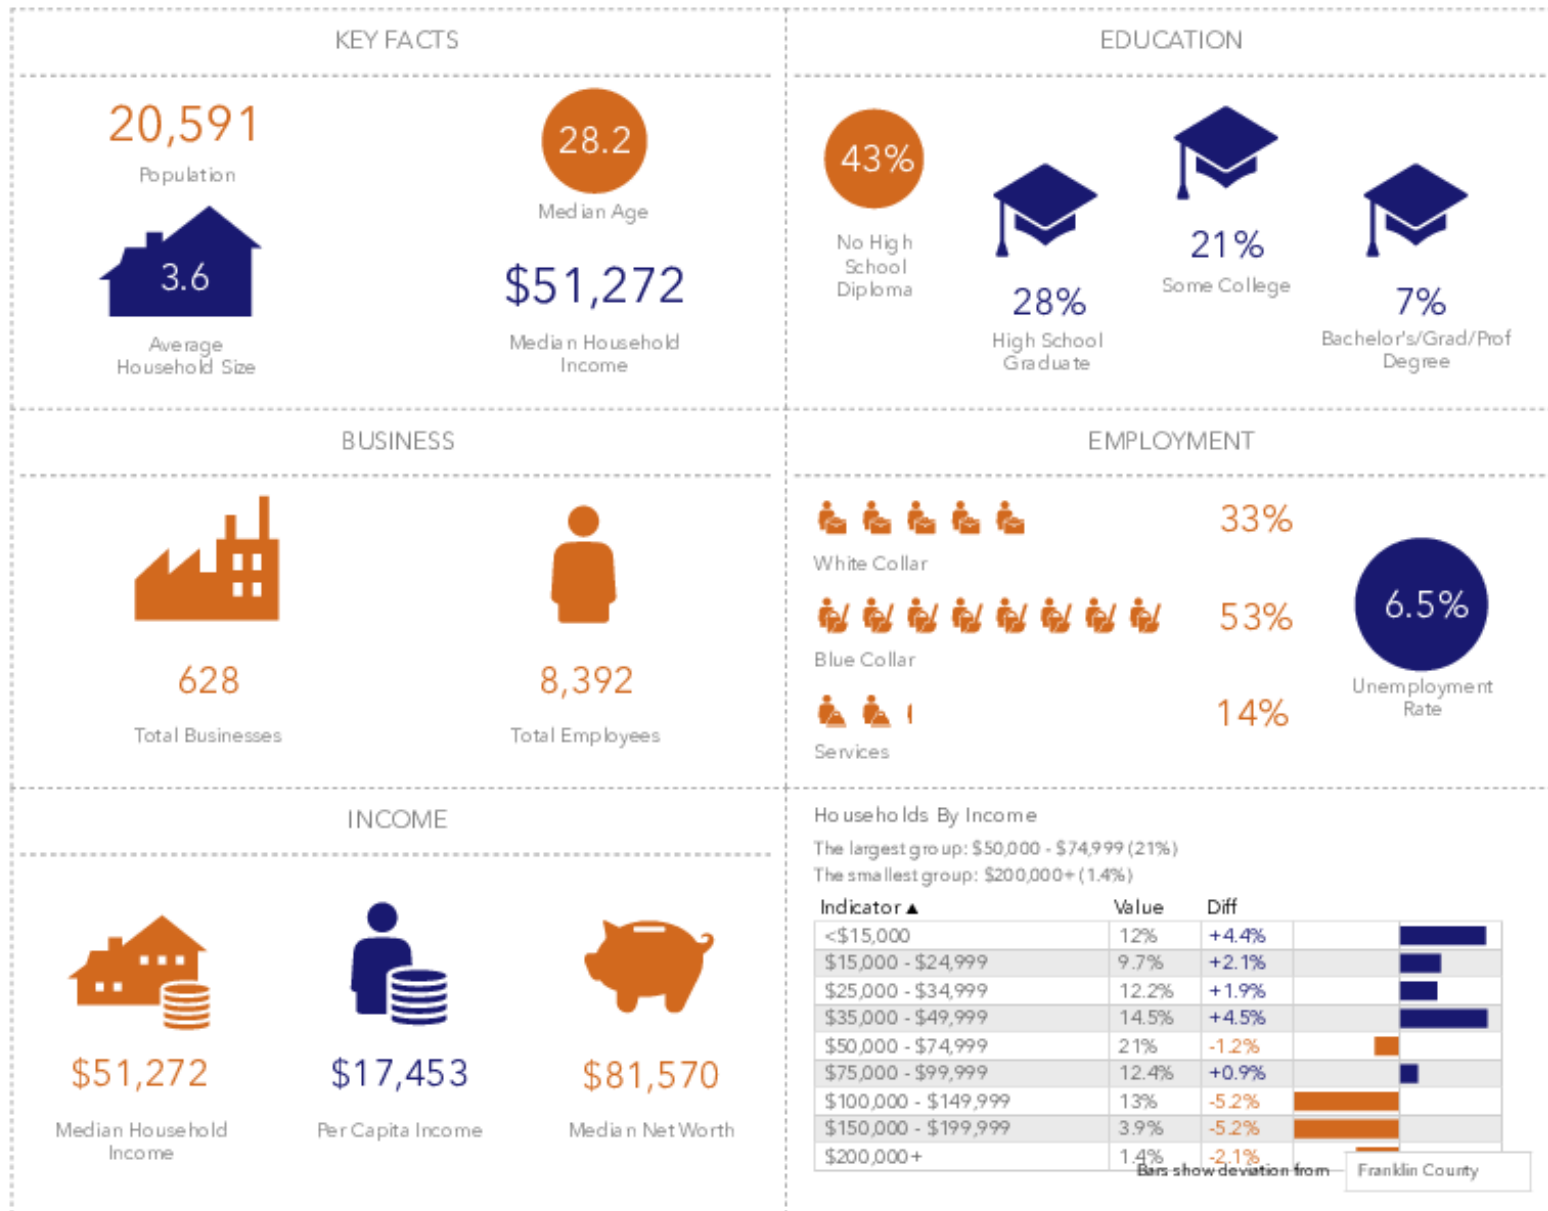 KEY FACTS
20,591
Population
28.2
Median Age
3.6
Average
Household Size
$51,272
Median Household
Income
EDUCATION
43%
No High
School
Diploma
28%
High School
Graduate
21%
Some College
7%
Bachelor's/Grad/Prof
Degree
BUSINESS
628
Total Businesses
8,392
Total Employees
EMPLOYMENT
33%
White Collar
53%
Blue Collar
14%
Services
6.5%
Unemployment
Rate
INCOME
$51,272
Median Household
Income
$17,453
Per Capita Income
$81,570
Median Net Worth
Households By Income
The largest group: $50,000 - $74,999 (21%)
The smallest group: $200,000+ (1.4%)
Indicator ▲ Value Diff
<$15,000 12% +4.4%
$15,000 - $24,999 9.7% +2.1%
$25,000 - $34,999 12.2% +1.9%
$35,000 - $49,999 14.5% +4.5%
$50,000 - $74,999 21% -1.2%
$75,000 - $99,999 12.4% +0.9%
$100,000 - $149,999 13% -5.2%
$150,000 - $199,999 3.9% -5.2%
$200,000+ 1.4% -2.1%
Bars show deviation from Franklin County